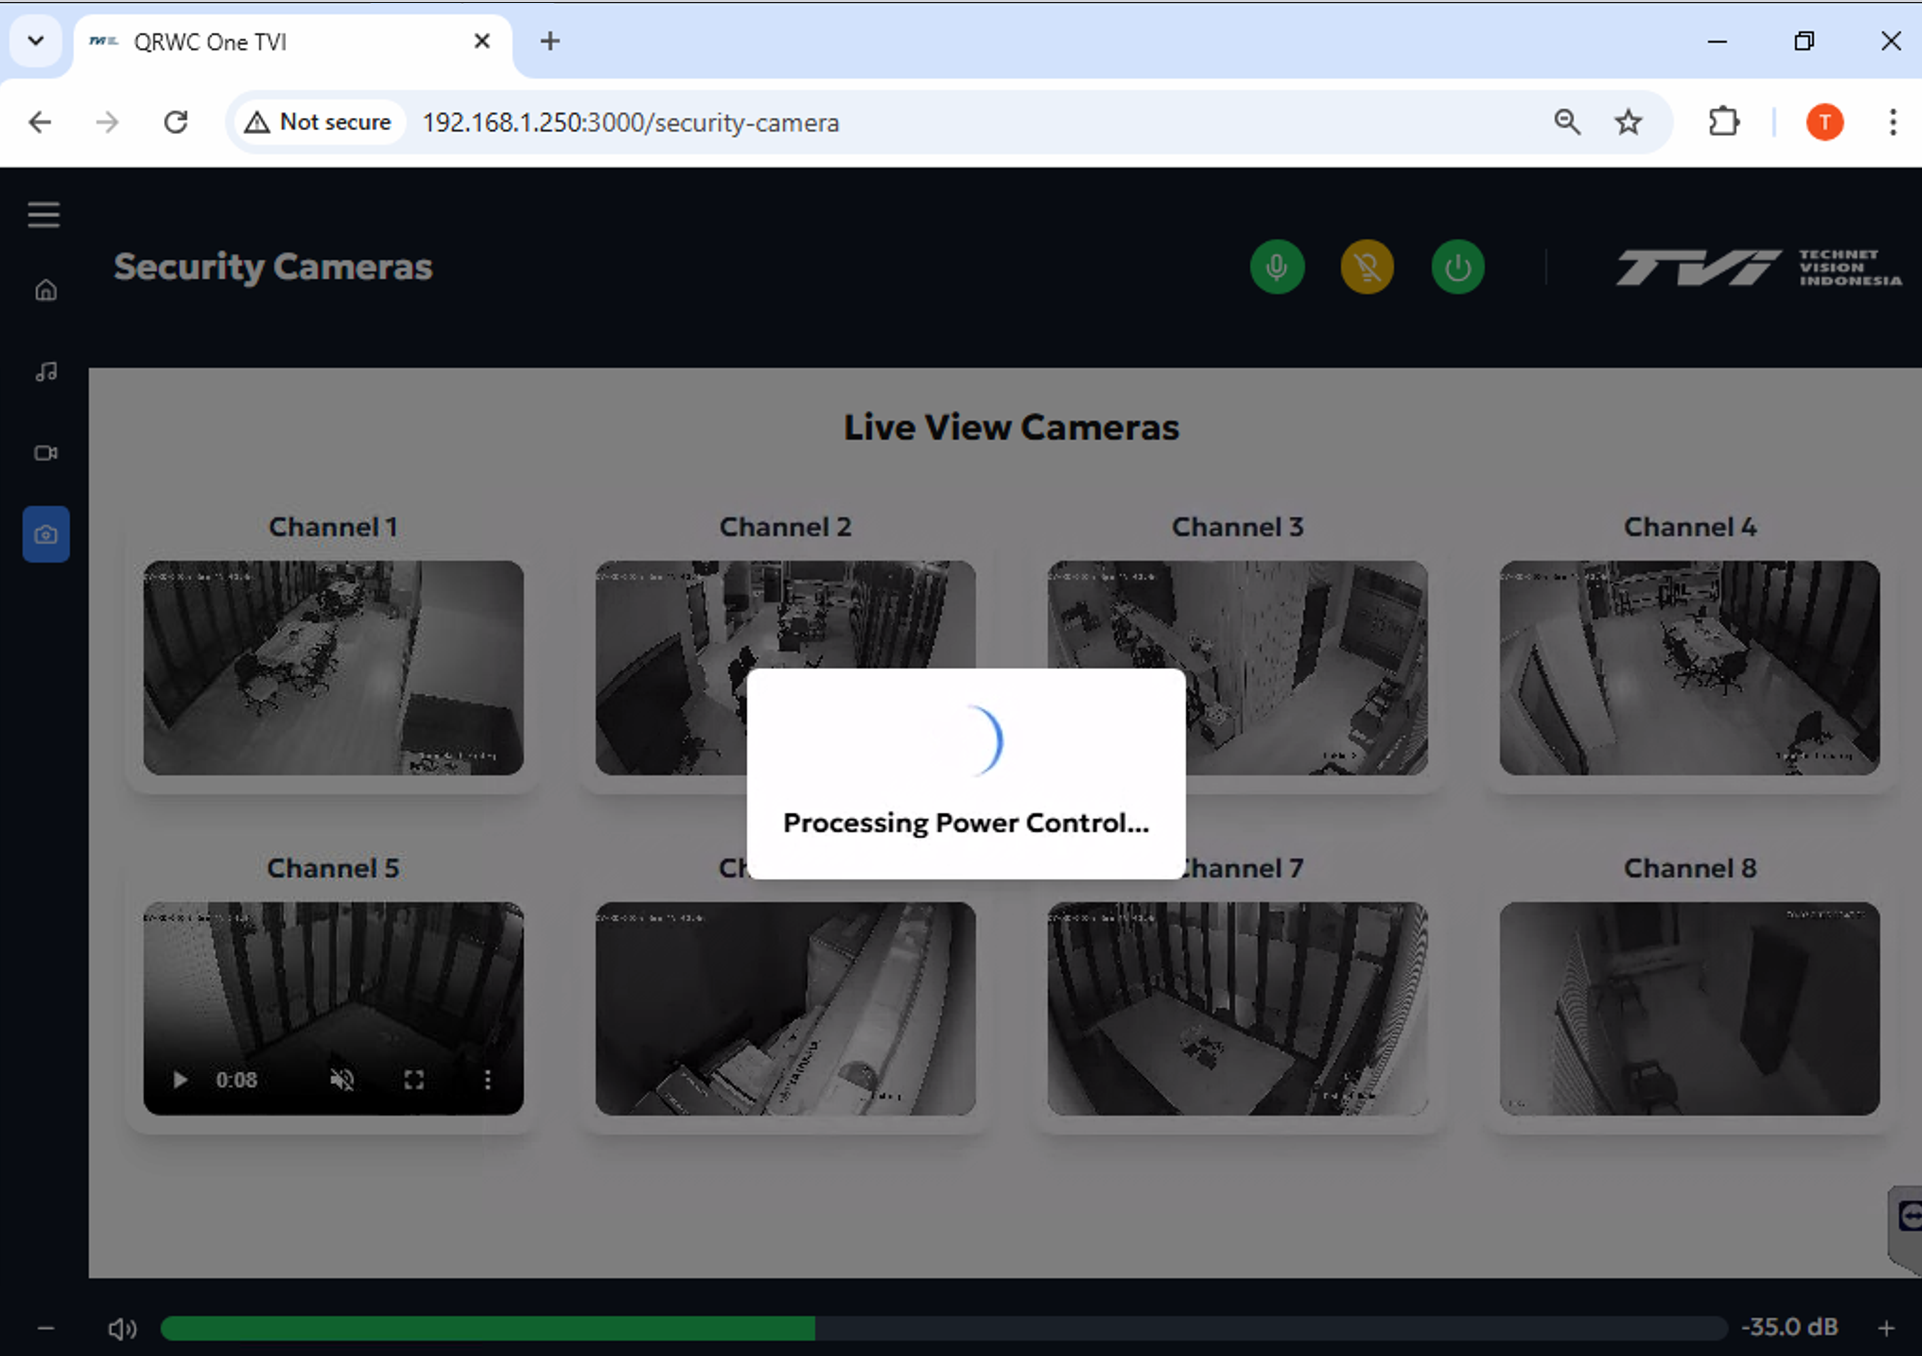 QRWC One TVI
Not secure
192.168.1.250:3000/security-camera
T
Security Cameras
TVi TECHNET
VISION
INDONESIA
Live View Cameras
Channel 1
Channel 2
Channel 3
Channel 4
Processing Power Control...
Channel 5
Channel 7
Channel 8
0:08
-35.0 dB